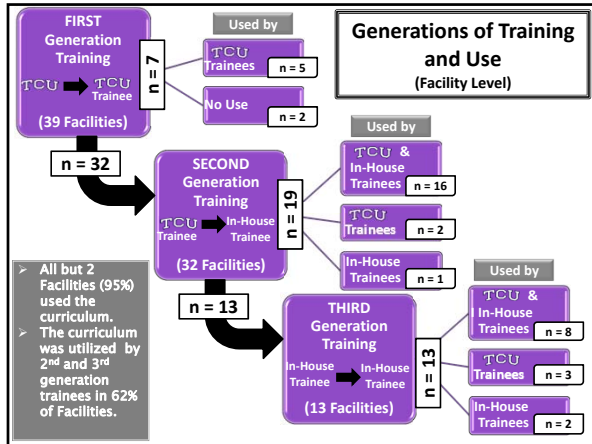 Generations of Training
and Use
(Facility Level)
FIRST
Generation
Training
TCU TCU
Trainee
(39 Facilities)
n = 7
Used by
TCU
Trainees
n = 5
No Use
n = 2
n = 32
SECOND
Generation
Training
TCU In-House
Trainee Trainee
(32 Facilities)
n = 19
Used by
TCU &
In-House
Trainees
n = 16
TCU
Trainees
n = 2
In-House
Trainees
n = 1
n = 13
THIRD
Generation
Training
In-House In-House
Trainee Trainee
(13 Facilities)
n = 13
Used by
TCU &
In-House
Trainees
n = 8
TCU
Trainees
n = 3
In-House
Trainees
n = 2
➢ All but 2
Facilities (95%)
used the
curriculum.
➢ The curriculum
was utilized by
2nd and 3rd
generation
trainees in 62%
of Facilities.